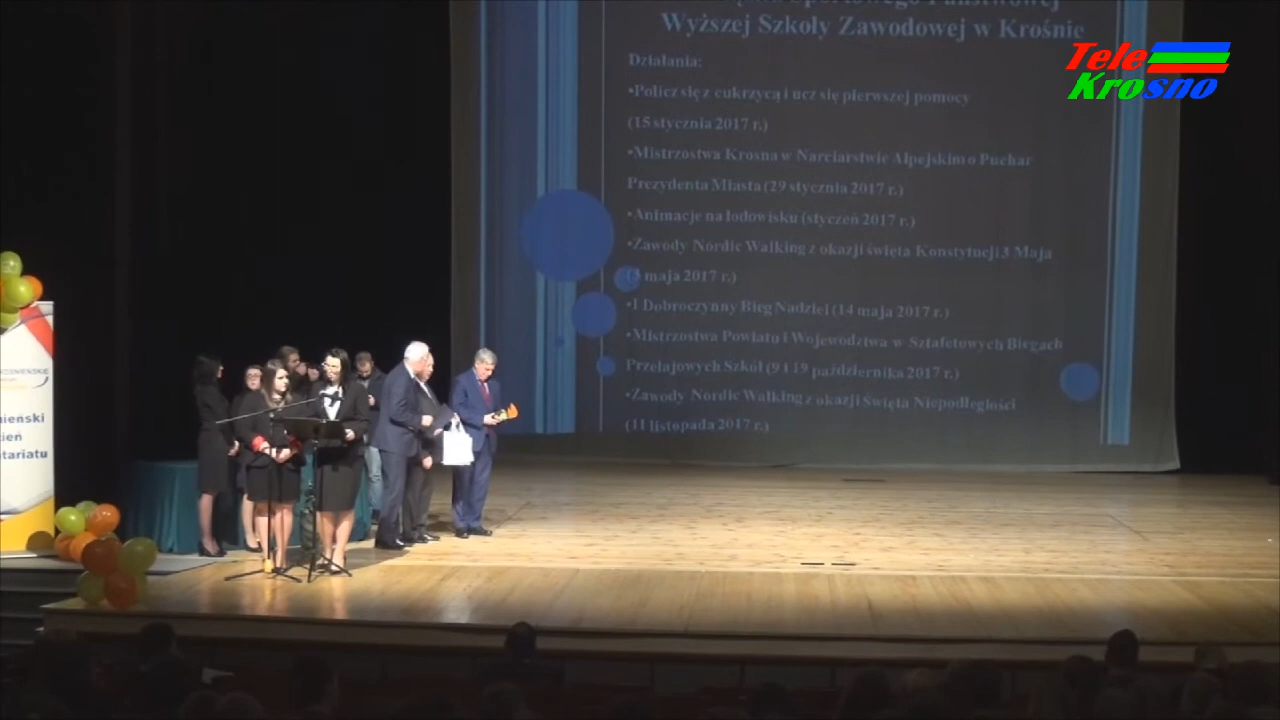 Sportowego Państwowej
Wyższej Szkoły Zawodowej w Krośnie
Działania:
•Policz się z cukrzycą i ucz się pierwszej pomocy
(15 stycznia 2017 r.)
•Mistrzostwa Krosna w Narciarstwie Alpejskim o Puchar
Prezydenta Miasta (29 stycznia 2017 r.)
•Animacje na lodowisku (styczeń 2017 r.)
•Zawody Nordic Walking z okazji święta Konstytucji 3 Maja
(3 maja 2017 r.)
•I Dobroczynny Bieg Nadziei (14 maja 2017 r.)
•Mistrzostwa Powiatu i Województwa w Sztafetowych Biegach
Przełajowych Szkół (9 i 19 października 2017 r.)
•Zawody Nordic Walking z okazji Święta Niepodległości
(11 listopada 2017 r.)
Tele
Krosno